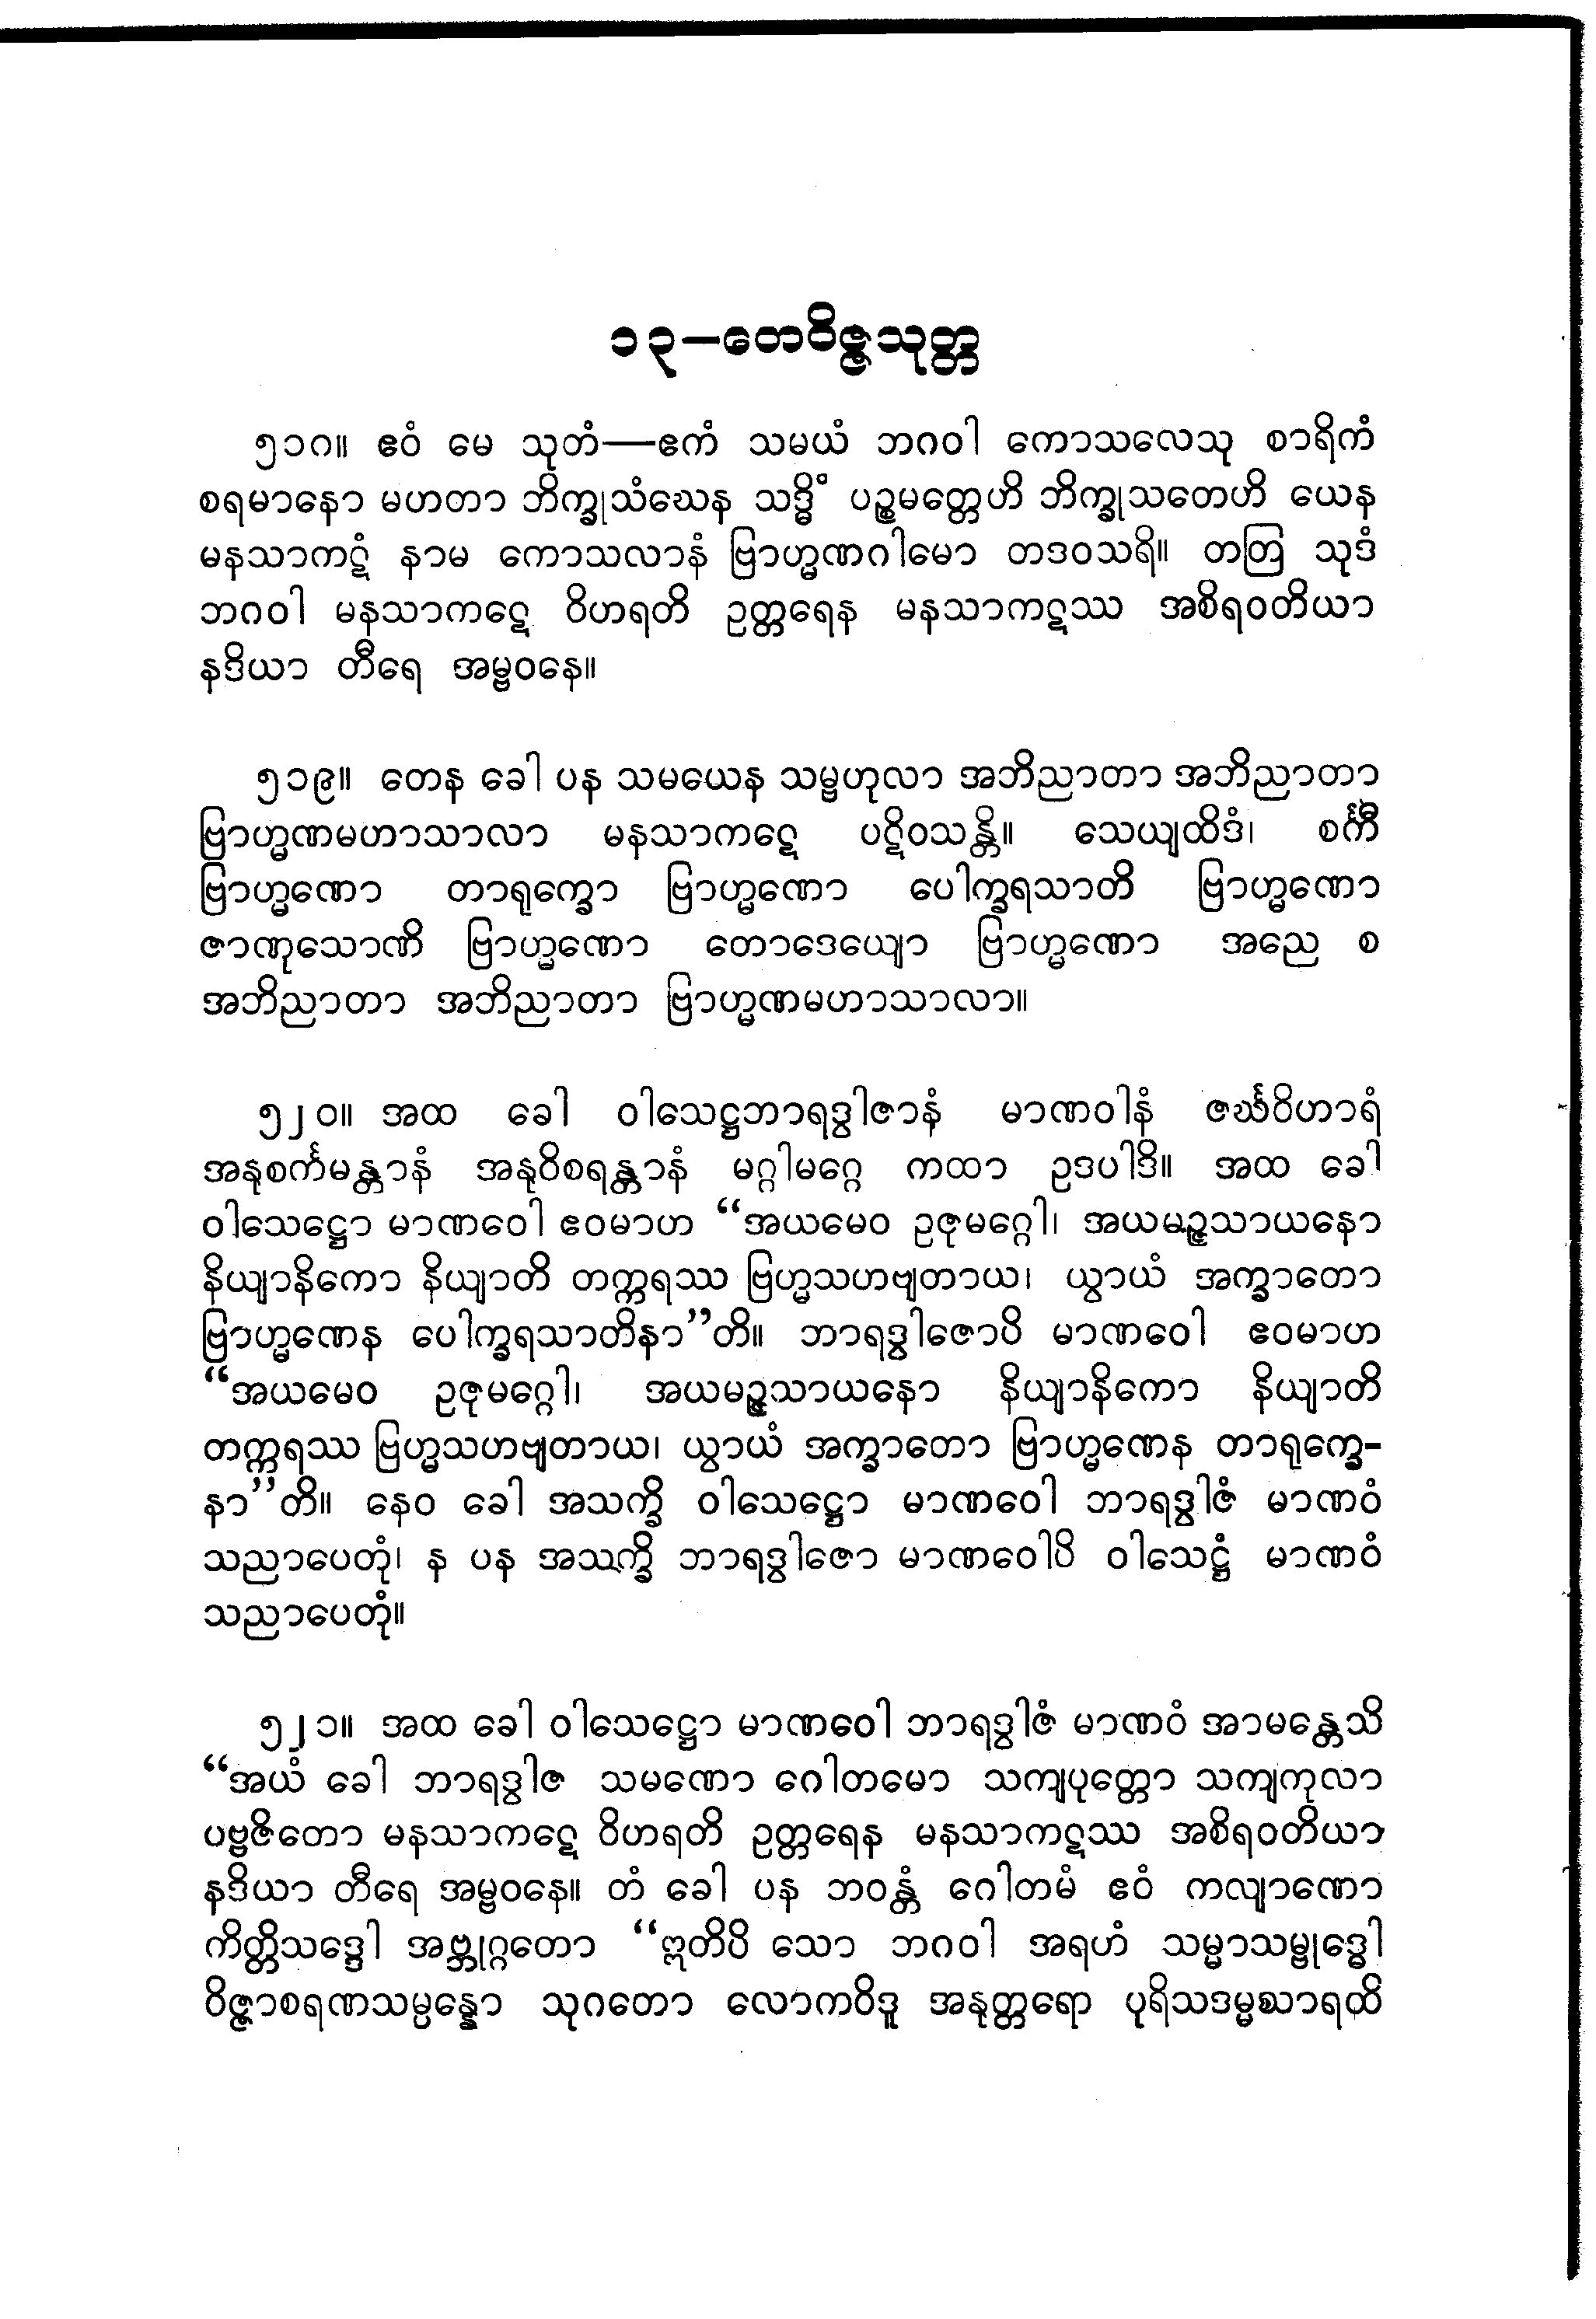 ၁၃–တေဝိဇ္ဇသုတ္တ
၅၁၈။ ဧဝံ မေ သုတံ—ဧကံ သမယံ ဘဂဝါ ကောသလေသု စာရိကံ
စရမာနော မဟတာ ဘိက္ခုသံဃေန သဒ္ဓိံ ပဉ္စမတ္တေဟိ ဘိက္ခုသတေဟိ ယေန
မနသာကဋံ နာမ ကောသလာနံ ဗြာဟ္မဏဂါမော တဒဝသရိ။ တတြ သုဒံ
ဘဂဝါ မနသာကဋေ ဝိဟရတိ ဥတ္တရေန မနသာကဋဿ အစိရဝတိယာ
နဒိယာ တီရေ အမ္ဗဝနေ။
၅၁၉။ တေန ခေါ ပန သမယေန သမ္ဗဟုလာ အဘိညာတာ အဘိညာတာ
ဗြာဟ္မဏမဟာသာလာ မနသာကဋေ ပဋိဝသန္တိ။ သေယျထိဒံ၊ စင်္ကီ
ဗြာဟ္မဏော တာရုက္ခော ဗြာဟ္မဏော ပေါက္ခရသာတိ ဗြာဟ္မဏော
ဇာဏုသောဏိ ဗြာဟ္မဏော တောဒေယျော ဗြာဟ္မဏော အညေ စ
အဘိညာတာ အဘိညာတာ ဗြာဟ္မဏမဟာသာလာ။
၅၂၀။ အထ ခေါ ဝါသေဋ္ဌဘာရဒွါဇာနံ မာဏဝါနံ ဇင်္ဃဝိဟာရံ
အနုစင်္ကမန္တာနံ အနုဝိစရန္တာနံ မဂ္ဂါမဂ္ဂေ ကထာ ဥဒပါဒိ။ အထ ခေါ
ဝါသေဋ္ဌော မာဏဝေါ ဧဝမာဟ “အယမေဝ ဥဇုမဂ္ဂေါ၊ အယမဉ္ဇသာယနော
နိယျာနိကော နိယျာတိ တက္ကရဿ ဗြဟ္မသဟဗျတာယ၊ ယွာယံ အက္ခာတော
ဗြာဟ္မဏေန ပေါက္ခရသာတိနာ”တိ။ ဘာရဒွါဇောပိ မာဏဝေါ ဧဝမာဟ
“အယမေဝ ဥဇုမဂ္ဂေါ၊ အယမဉ္ဇသာယနော နိယျာနိကော နိယျာတိ
တက္ကရဿ ဗြဟ္မသဟဗျတာယ၊ ယွာယံ အက္ခာတော ဗြာဟ္မဏေန တာရုက္ခေ-
နာ”တိ။ နေဝ ခေါ အသက္ခိ ဝါသေဋ္ဌော မာဏဝေါ ဘာရဒွါဇံ မာဏဝံ
သညာပေတုံ၊ န ပန အသက္ခိ ဘာရဒွါဇော မာဏဝေါပိ ဝါသေဋ္ဌံ မာဏဝံ
သညာပေတုံ။
၅၂၁။ အထ ခေါ ဝါသေဋ္ဌော မာဏဝေါ ဘာရဒွါဇံ မာဏဝံ အာမန္တေသိ
“အယံ ခေါ ဘာရဒွါဇ သမဏော ဂေါတမော သကျပုတ္တော သကျကုလာ
ပဗ္ဗဇိတော မနသာကဋေ ဝိဟရတိ ဥတ္တရေန မနသာကဋဿ အစိရဝတိယာ
နဒိယာ တီရေ အမ္ဗဝနေ။ တံ ခေါ ပန ဘဝန္တံ ဂေါတမံ ဧဝံ ကလျာဏော
ကိတ္တိသဒ္ဒေါ အဗ္ဘုဂ္ဂတော “ဣတိပိ သော ဘဂဝါ အရဟံ သမ္မာသမ္ဗုဒ္ဓေါ
ဝိဇ္ဇာစရဏသမ္ပန္နော သုဂတော လောကဝိဒူ အနုတ္တရော ပုရိသဒမ္မသာရထိ